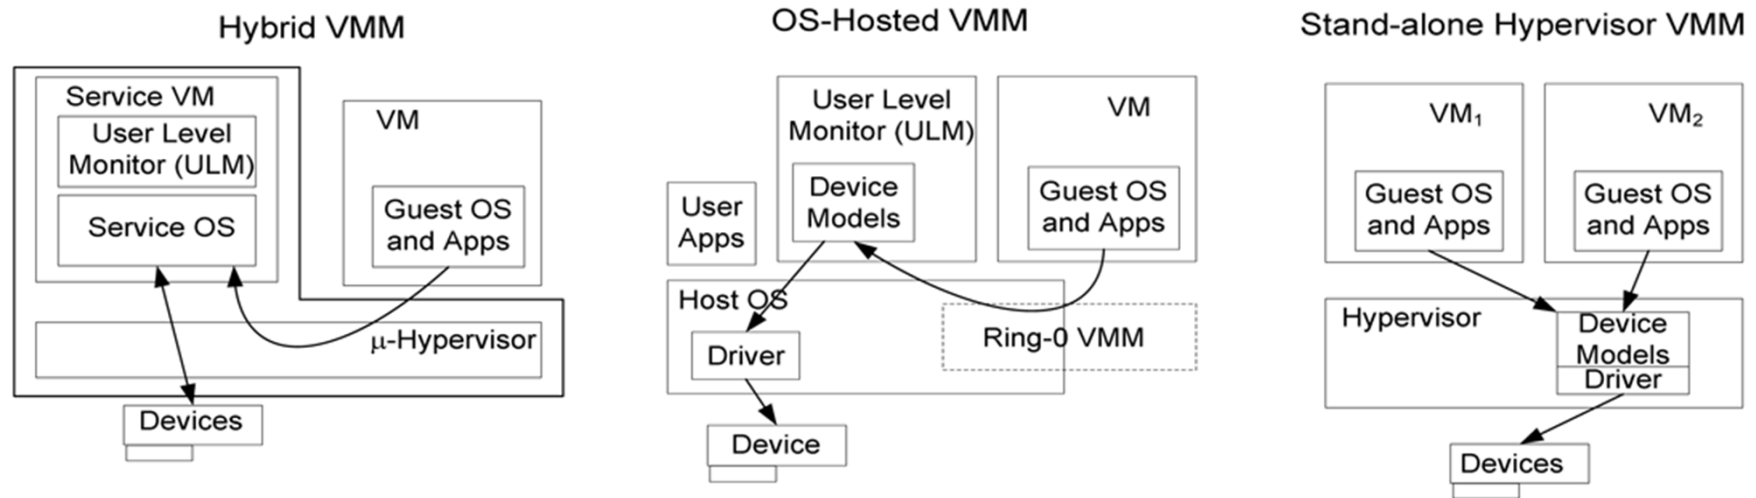 Hybrid VMM
Service VM
User Level
Monitor (ULM)
Service OS
VM
Guest OS
and Apps
μ-Hypervisor
Devices
OS-Hosted VMM
User Level
Monitor (ULM)
Device
Models
VM
Guest OS
and Apps
User
Apps
Host OS
Ring-0 VMM
Driver
Device
Stand-alone Hypervisor VMM
VM₁
Guest OS
and Apps
VM₂
Guest OS
and Apps
Hypervisor
Device
Models
Driver
Devices